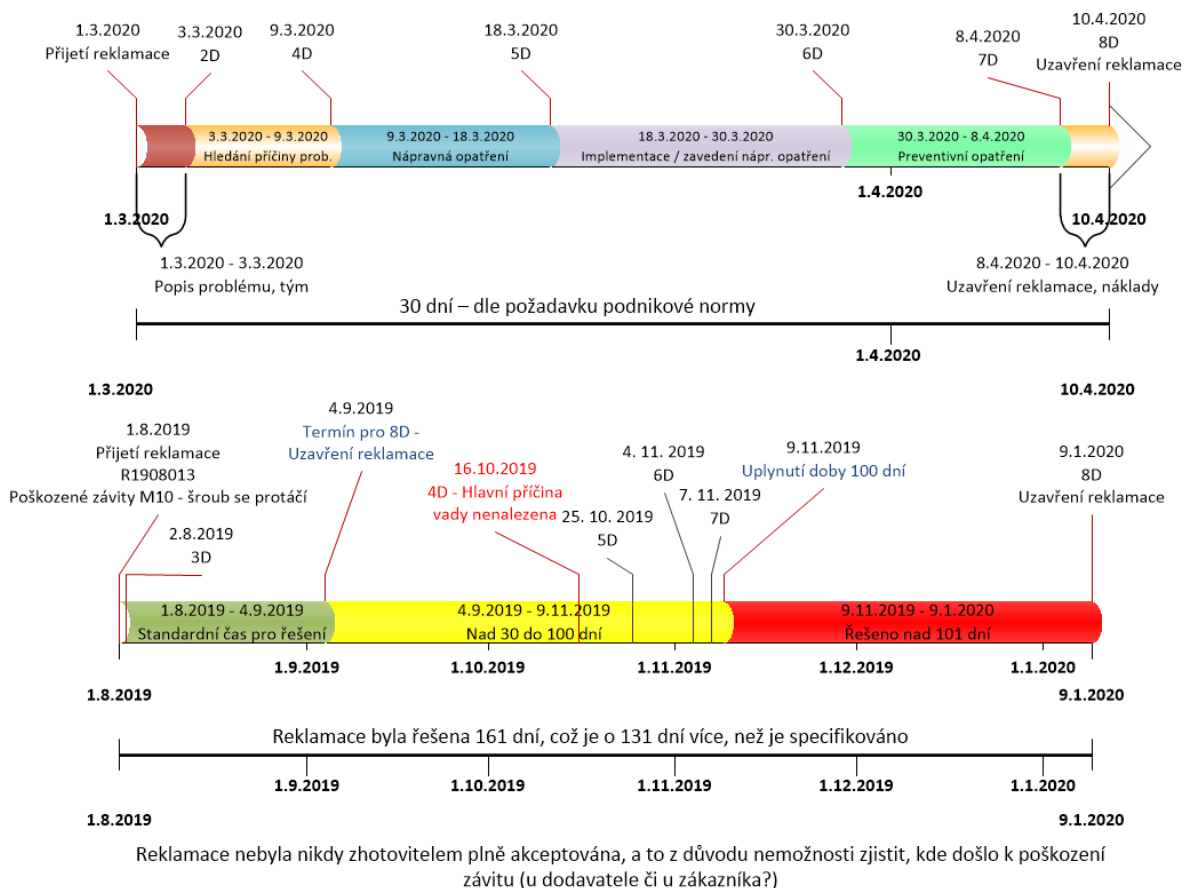 1.3.2020
Přijetí reklamace
3.3.2020
2D
9.3.2020
4D
18.3.2020
5D
30.3.2020
6D
8.4.2020
7D
10.4.2020
8D
Uzavření reklamace
3.3.2020 - 9.3.2020
Hledání příčiny prob.
9.3.2020 - 18.3.2020
Nápravná opatření
18.3.2020 - 30.3.2020
Implementace / zavedení nápr. opatření
30.3.2020 - 8.4.2020
Preventivní opatření
1.4.2020
1.3.2020
10.4.2020
1.3.2020 - 3.3.2020
Popis problému, tým
8.4.2020 - 10.4.2020
Uzavření reklamace, náklady
30 dní – dle požadavku podnikové normy
1.4.2020
1.3.2020
10.4.2020
1.8.2019
Přijetí reklamace
R1908013
Poškozené závity M10 - šroub se protáčí
2.8.2019
3D
4.9.2019
Termín pro 8D -
Uzavření reklamace
16.10.2019
4D - Hlavní příčina
vady nenalezena
25. 10. 2019
5D
4. 11. 2019
6D
7. 11. 2019
7D
9.11.2019
Uplynutí doby 100 dní
9.1.2020
8D
Uzavření reklamace
1.8.2019 - 4.9.2019
Standardní čas pro řešení
4.9.2019 - 9.11.2019
Nad 30 do 100 dní
9.11.2019 - 9.1.2020
Řešeno nad 101 dní
1.9.2019
1.10.2019
1.11.2019
1.12.2019
1.1.2020
1.8.2019
9.1.2020
Reklamace byla řešena 161 dní, což je o 131 dní více, než je specifikováno
1.9.2019
1.10.2019
1.11.2019
1.12.2019
1.1.2020
1.8.2019
9.1.2020
Reklamace nebyla nikdy zhotovitelem plně akceptována, a to z důvodu nemožnosti zjistit, kde došlo k poškození
závitu (u dodavatele či u zákazníka?)